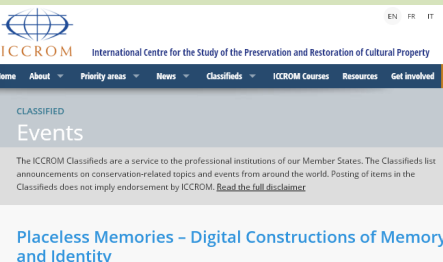 EN FR IT
ICCROM
International Centre for the Study of the Preservation and Restoration of Cultural Property
ome About Priority areas News Classifieds ICCROM Courses Resources Get involved
CLASSIFIED
Events
The ICCROM Classifieds are a service to the professional institutions of our Member States. The Classifieds list
announcements on conservation-related topics and events from around the world. Posting of items in the
Classifieds does not imply endorsement by ICCROM. Read the full disclaimer
Placeless Memories – Digital Constructions of Memory
and Identity